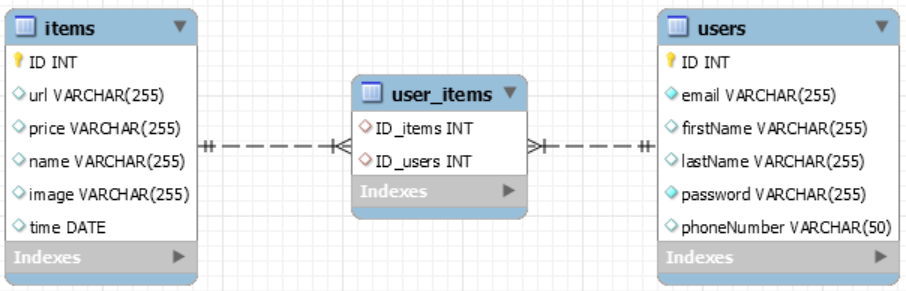 items
ID INT
url VARCHAR(255)
price VARCHAR(255)
name VARCHAR(255)
image VARCHAR(255)
time DATE
Indexes
user_items
ID_items INT
ID_users INT
Indexes
users
ID INT
email VARCHAR(255)
firstName VARCHAR(255)
lastName VARCHAR(255)
password VARCHAR(255)
phoneNumber VARCHAR(50)
Indexes